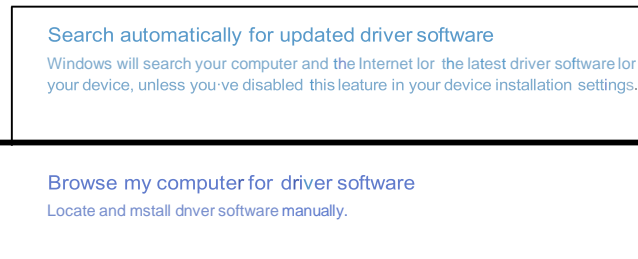 Search automatically for updated driver software
Windows will search your computer and the Internet lor the latest driver software lor
your device, unless you·ve disabled this leature in your device installation settings.
Browse my computer for driver software
Locate and mstall dnver software manually.